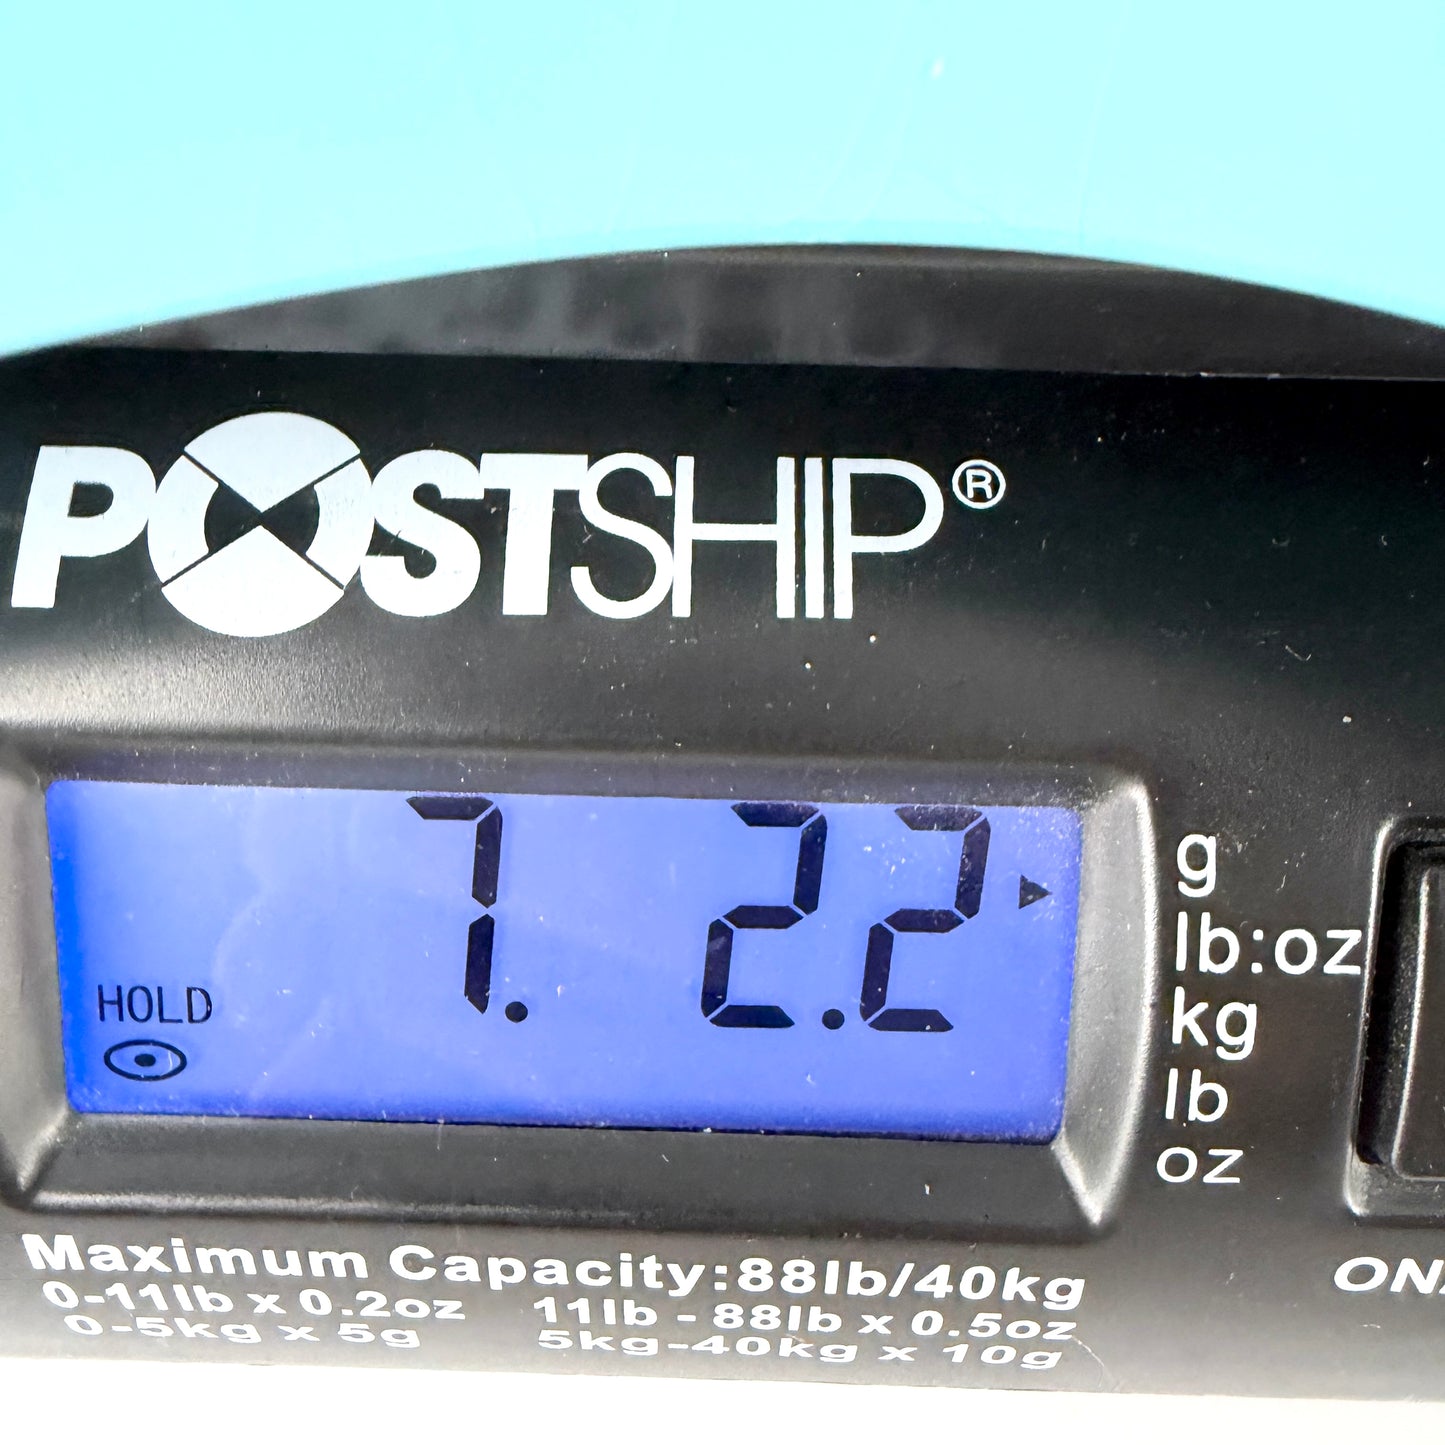 POSTSHIP®
7. 22.2
HOLD
g
lb:oz
kg
lb
oz
Maximum Capacity:88lb/40kg
0-11lb x 0.2oz 11lb - 88lb x 0.5oz
0-5kg x 5g 5kg-40kg x 10g